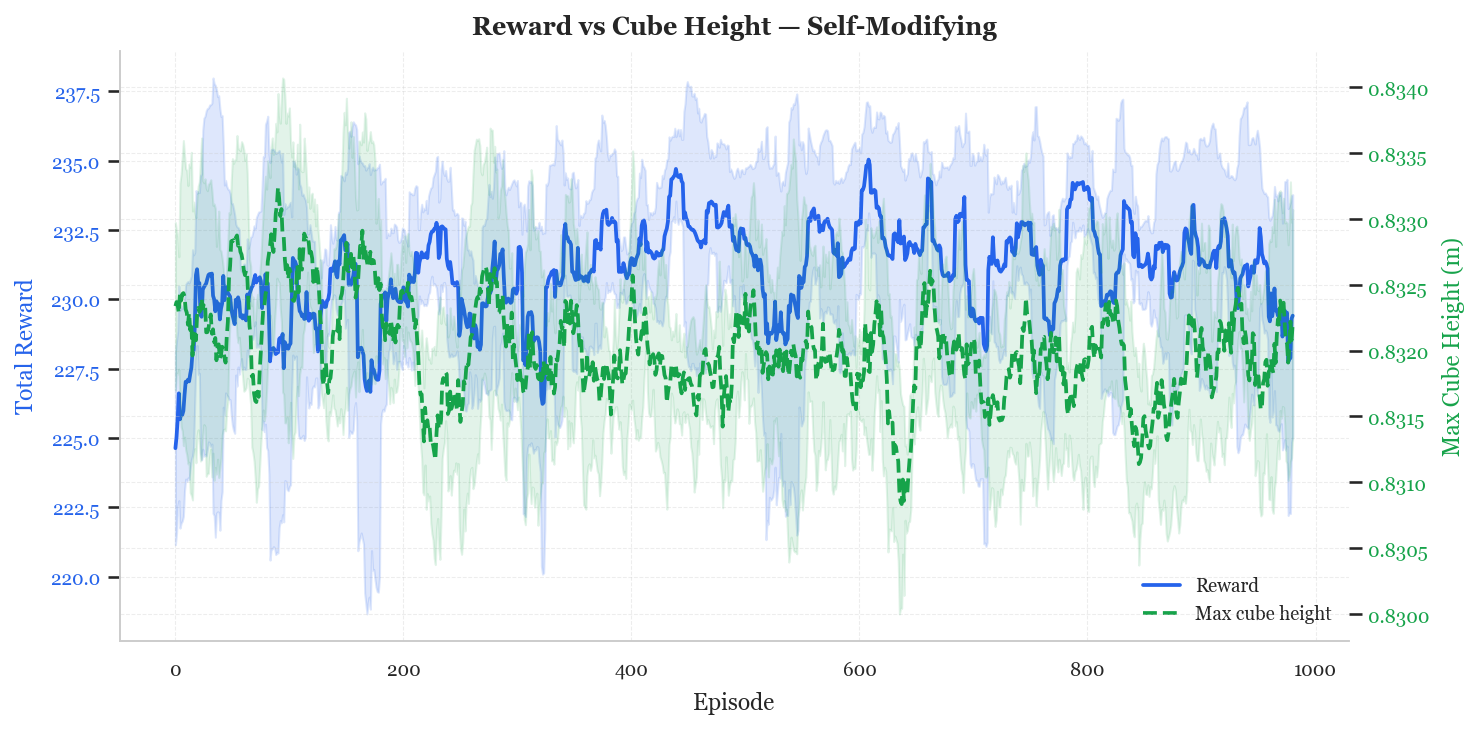 Reward vs Cube Height — Self-Modifying
237.5
235.0
232.5
230.0
227.5
225.0
222.5
220.0
Total Reward
0.8340
0.8335
0.8330
0.8325
0.8320
0.8315
0.8310
0.8305
0.8300
Max Cube Height (m)
Reward
Max cube height
0 200 400 600 800 1000
Episode